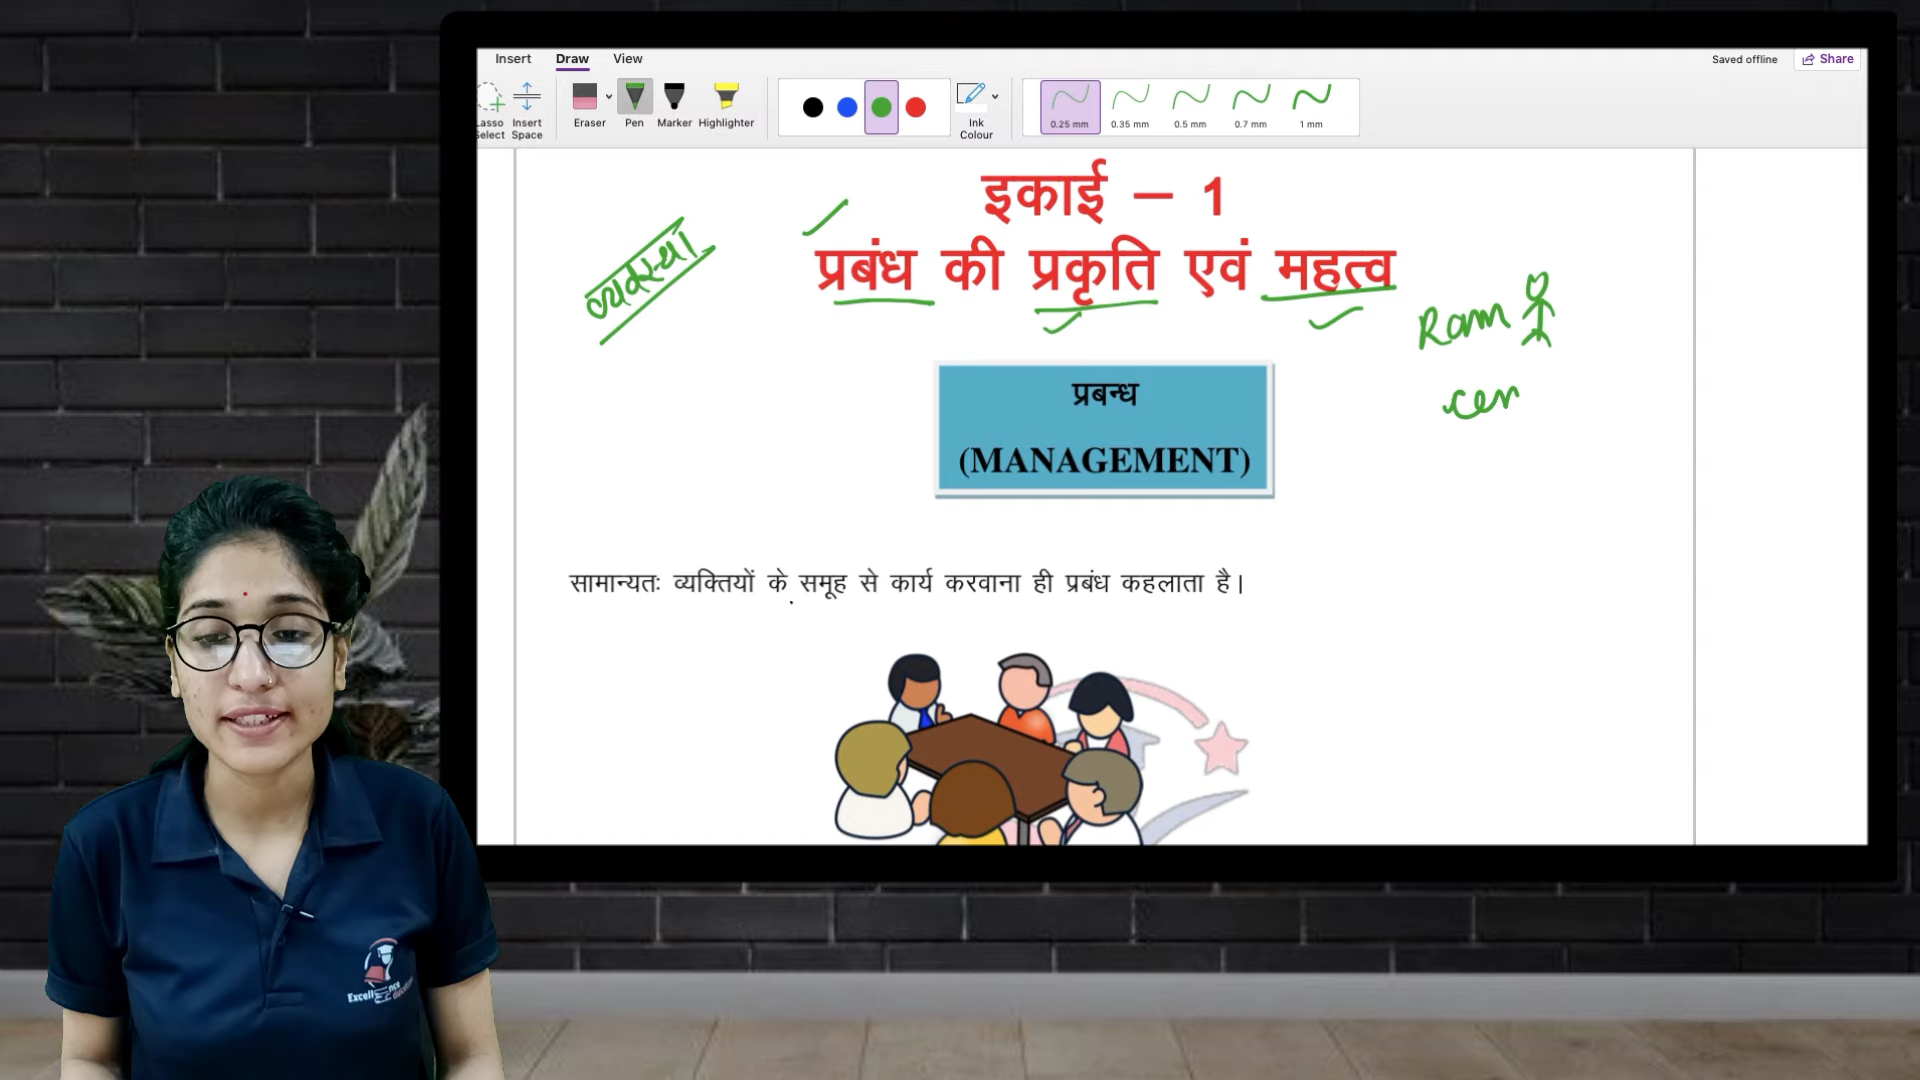 Insert Draw View
Saved offline Share
Lasso Select
Insert Space
Eraser
Pen
Marker
Highlighter
Ink Colour
0.25 mm
0.35 mm
0.5 mm
0.7 mm
1 mm
इकाई – 1
प्रबंध की प्रकृति एवं महत्व
Ram
प्रबन्ध
(MANAGEMENT)
सामान्यतः व्यक्तियों के समूह से कार्य करवाना ही प्रबंध कहलाता है।